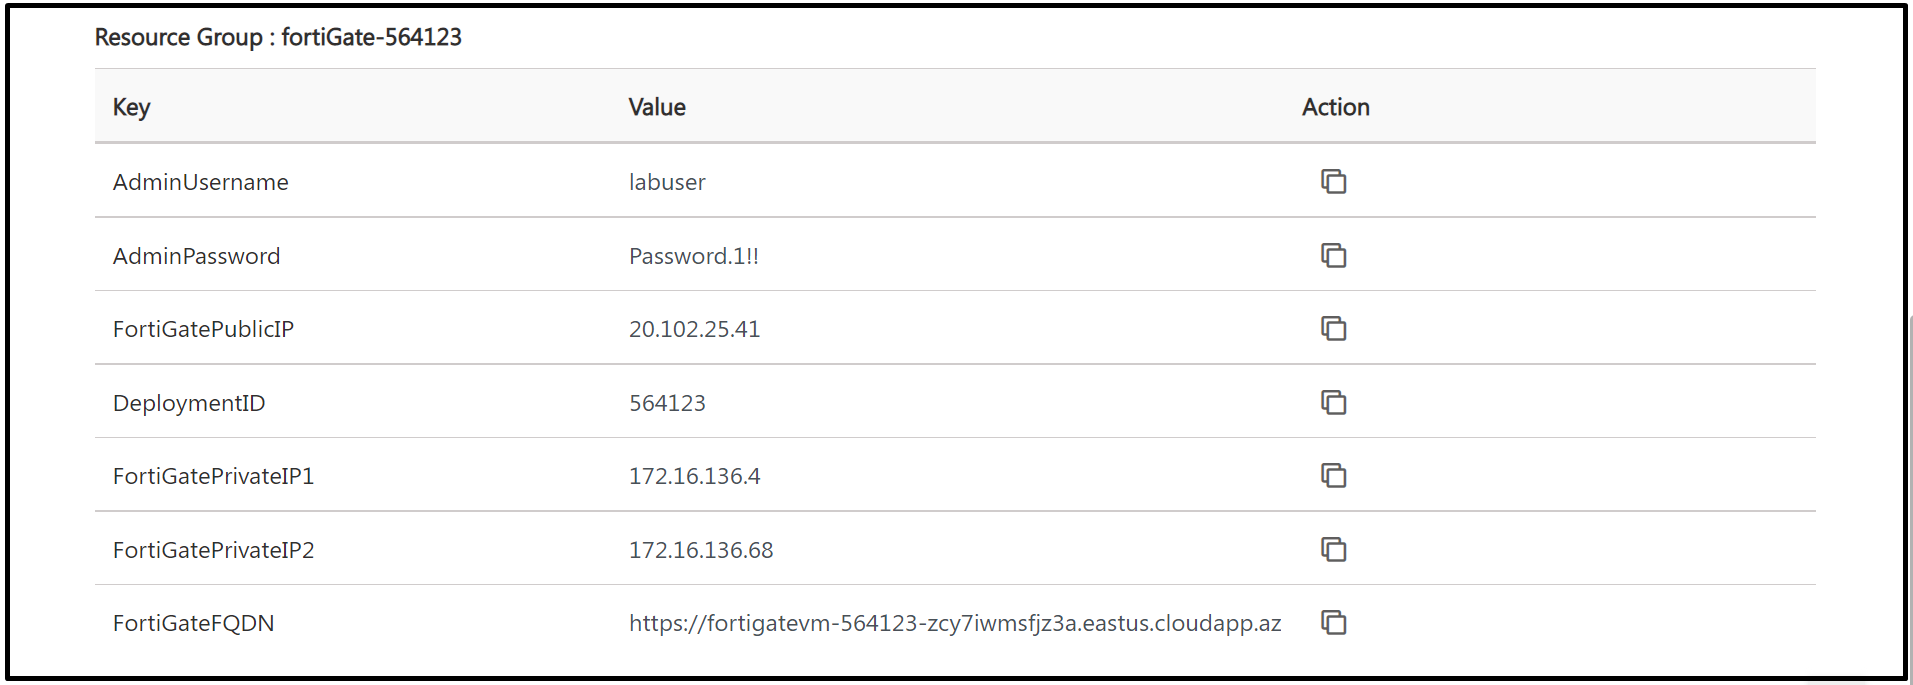 Resource Group : fortiGate-564123
Key Value Action
AdminUsername labuser
AdminPassword Password.1!!
FortiGatePublicIP 20.102.25.41
DeploymentID 564123
FortiGatePrivateIP1 172.16.136.4
FortiGatePrivateIP2 172.16.136.68
FortiGateFQDN https://fortigatevm-564123-zcy7iwmsfjz3a.eastus.cloudapp.az